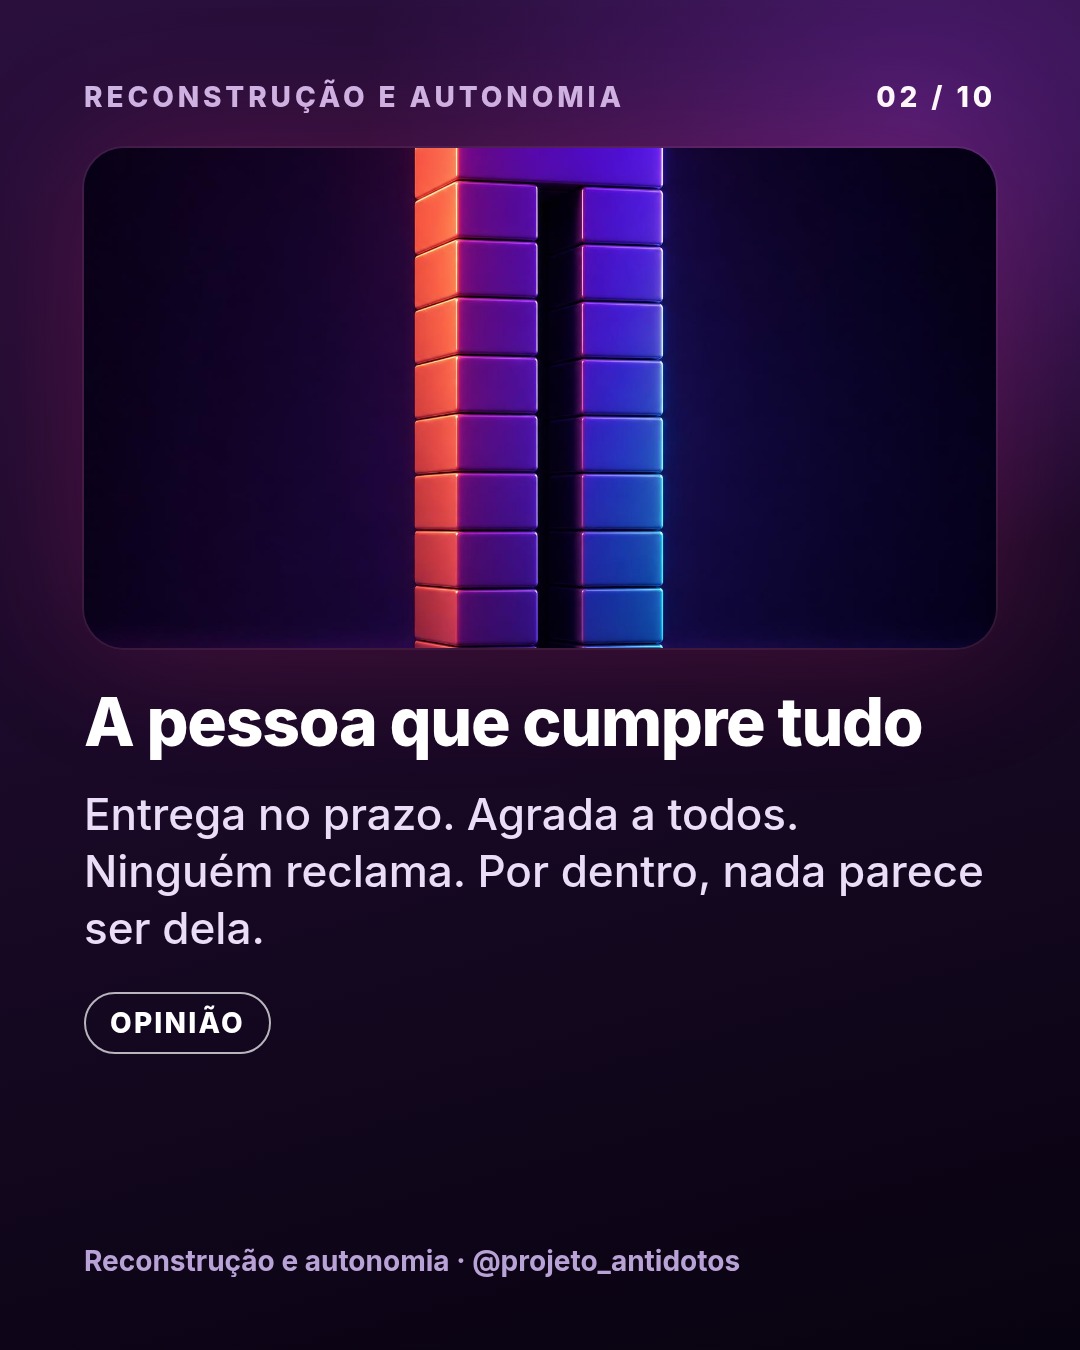 RECONSTRUÇÃO E AUTONOMIA
02 / 10
A pessoa que cumpre tudo
Entrega no prazo. Agrada a todos.
Ninguém reclama. Por dentro, nada parece
ser dela.
OPINIÃO
Reconstrução e autonomia · @projeto_antidotos